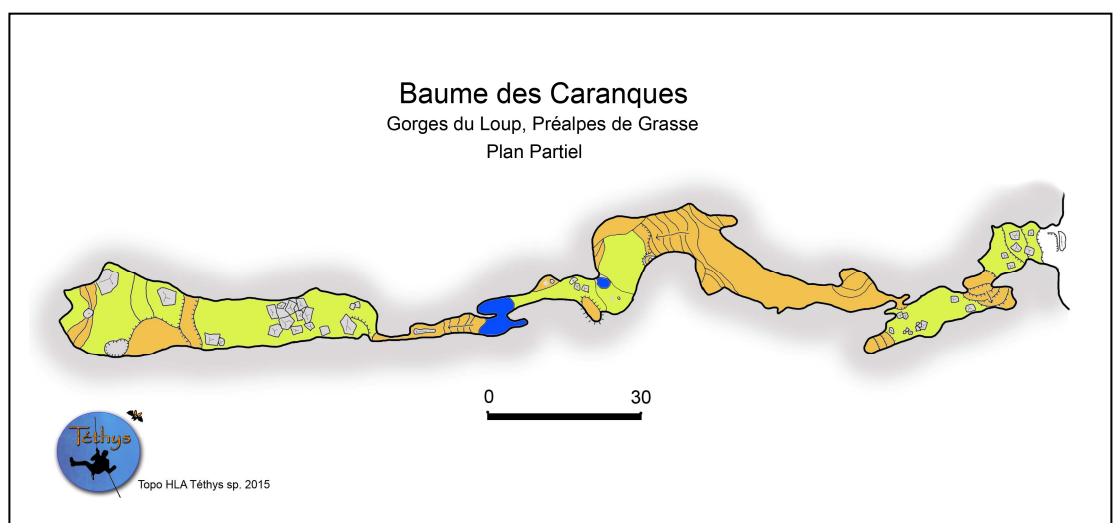 Baume des Caranques
Gorges du Loup, Préalpes de Grasse
Plan Partiel
0 30
Téthys
Topo HLA Téthys sp. 2015